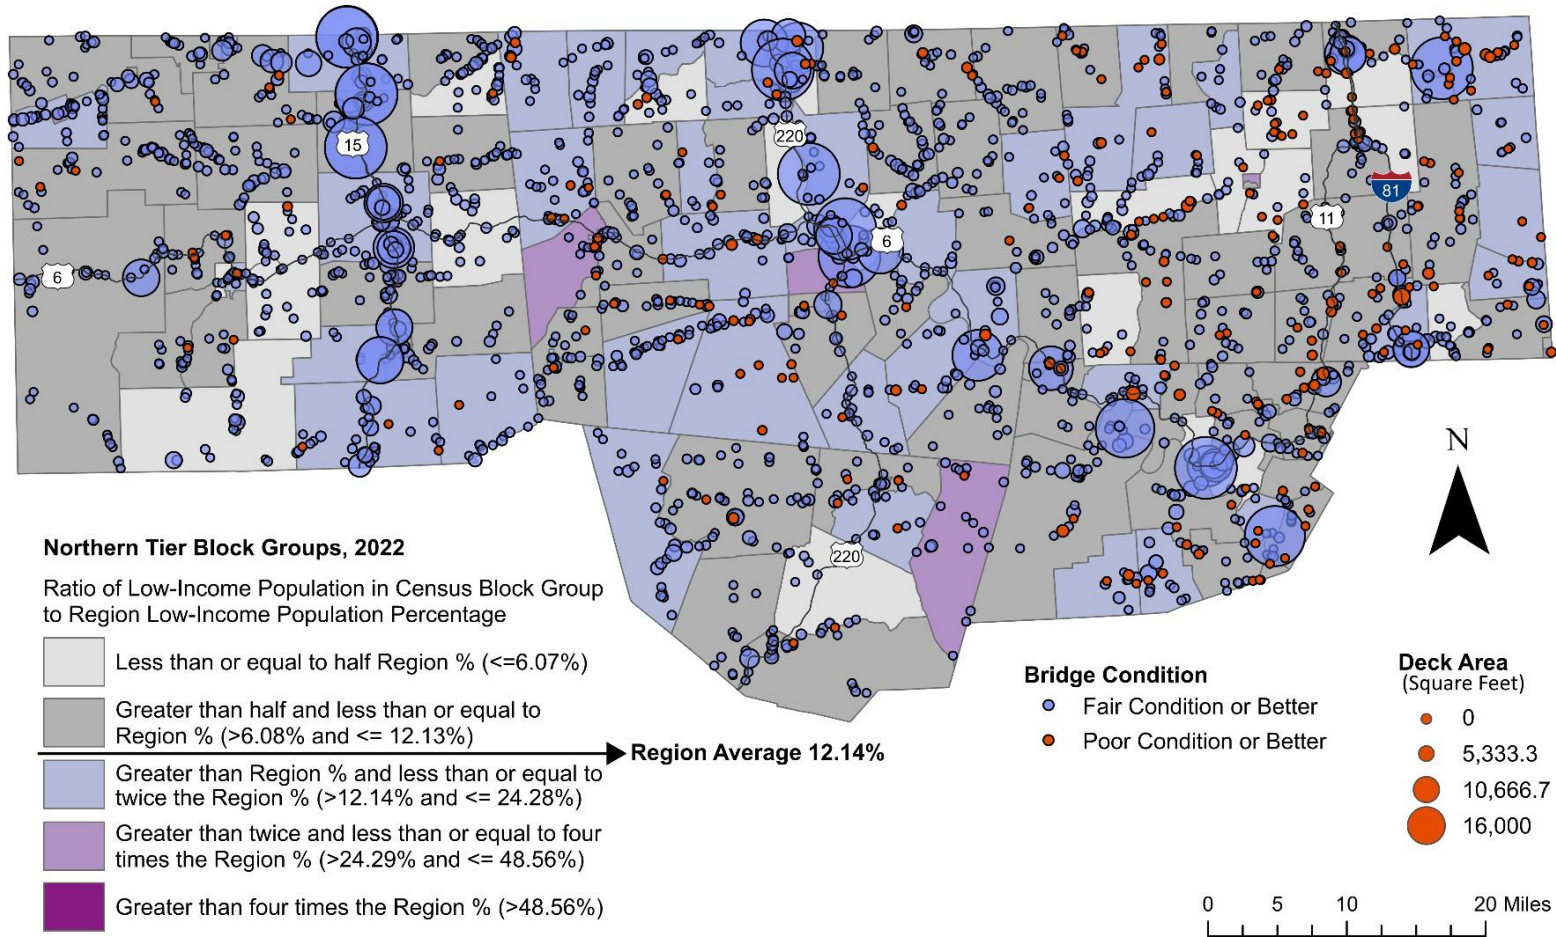 15
220
6
6
81
11
220
N
Northern Tier Block Groups, 2022
Ratio of Low-Income Population in Census Block Group
to Region Low-Income Population Percentage
Less than or equal to half Region % (<=6.07%)
Greater than half and less than or equal to
Region % (>6.08% and <= 12.13%)
Region Average 12.14%
Greater than Region % and less than or equal to
twice the Region % (>12.14% and <= 24.28%)
Greater than twice and less than or equal to four
times the Region % (>24.29% and <= 48.56%)
Greater than four times the Region % (>48.56%)
Bridge Condition
Fair Condition or Better
Poor Condition or Better
Deck Area
(Square Feet)
0
5,333.3
10,666.7
16,000
0 5 10 20 Miles